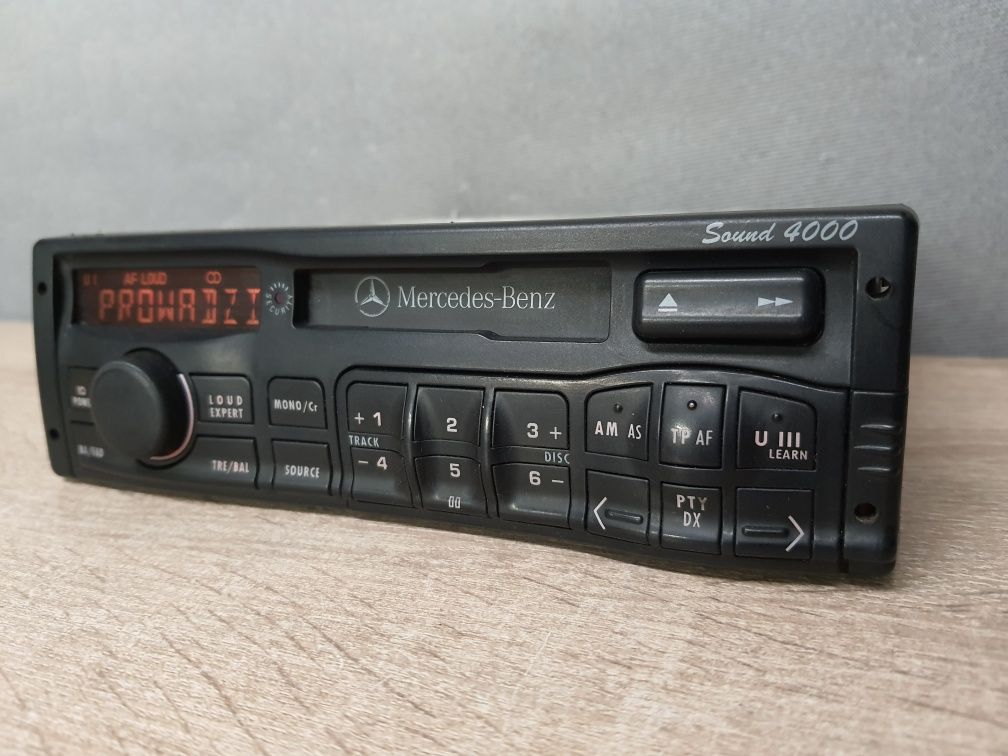 Sound 4000
AF LOUD
PROWADZI
SECURITY
Mercedes-Benz
LOUD
EXPERT
MONO/Cr
+ 1
2
3 +
AM AS
TP AF
U III
LEARN
TRACK
DISC
TRE/BAL
SOURCE
- 4
5
6 -
<
PTY
DX
>